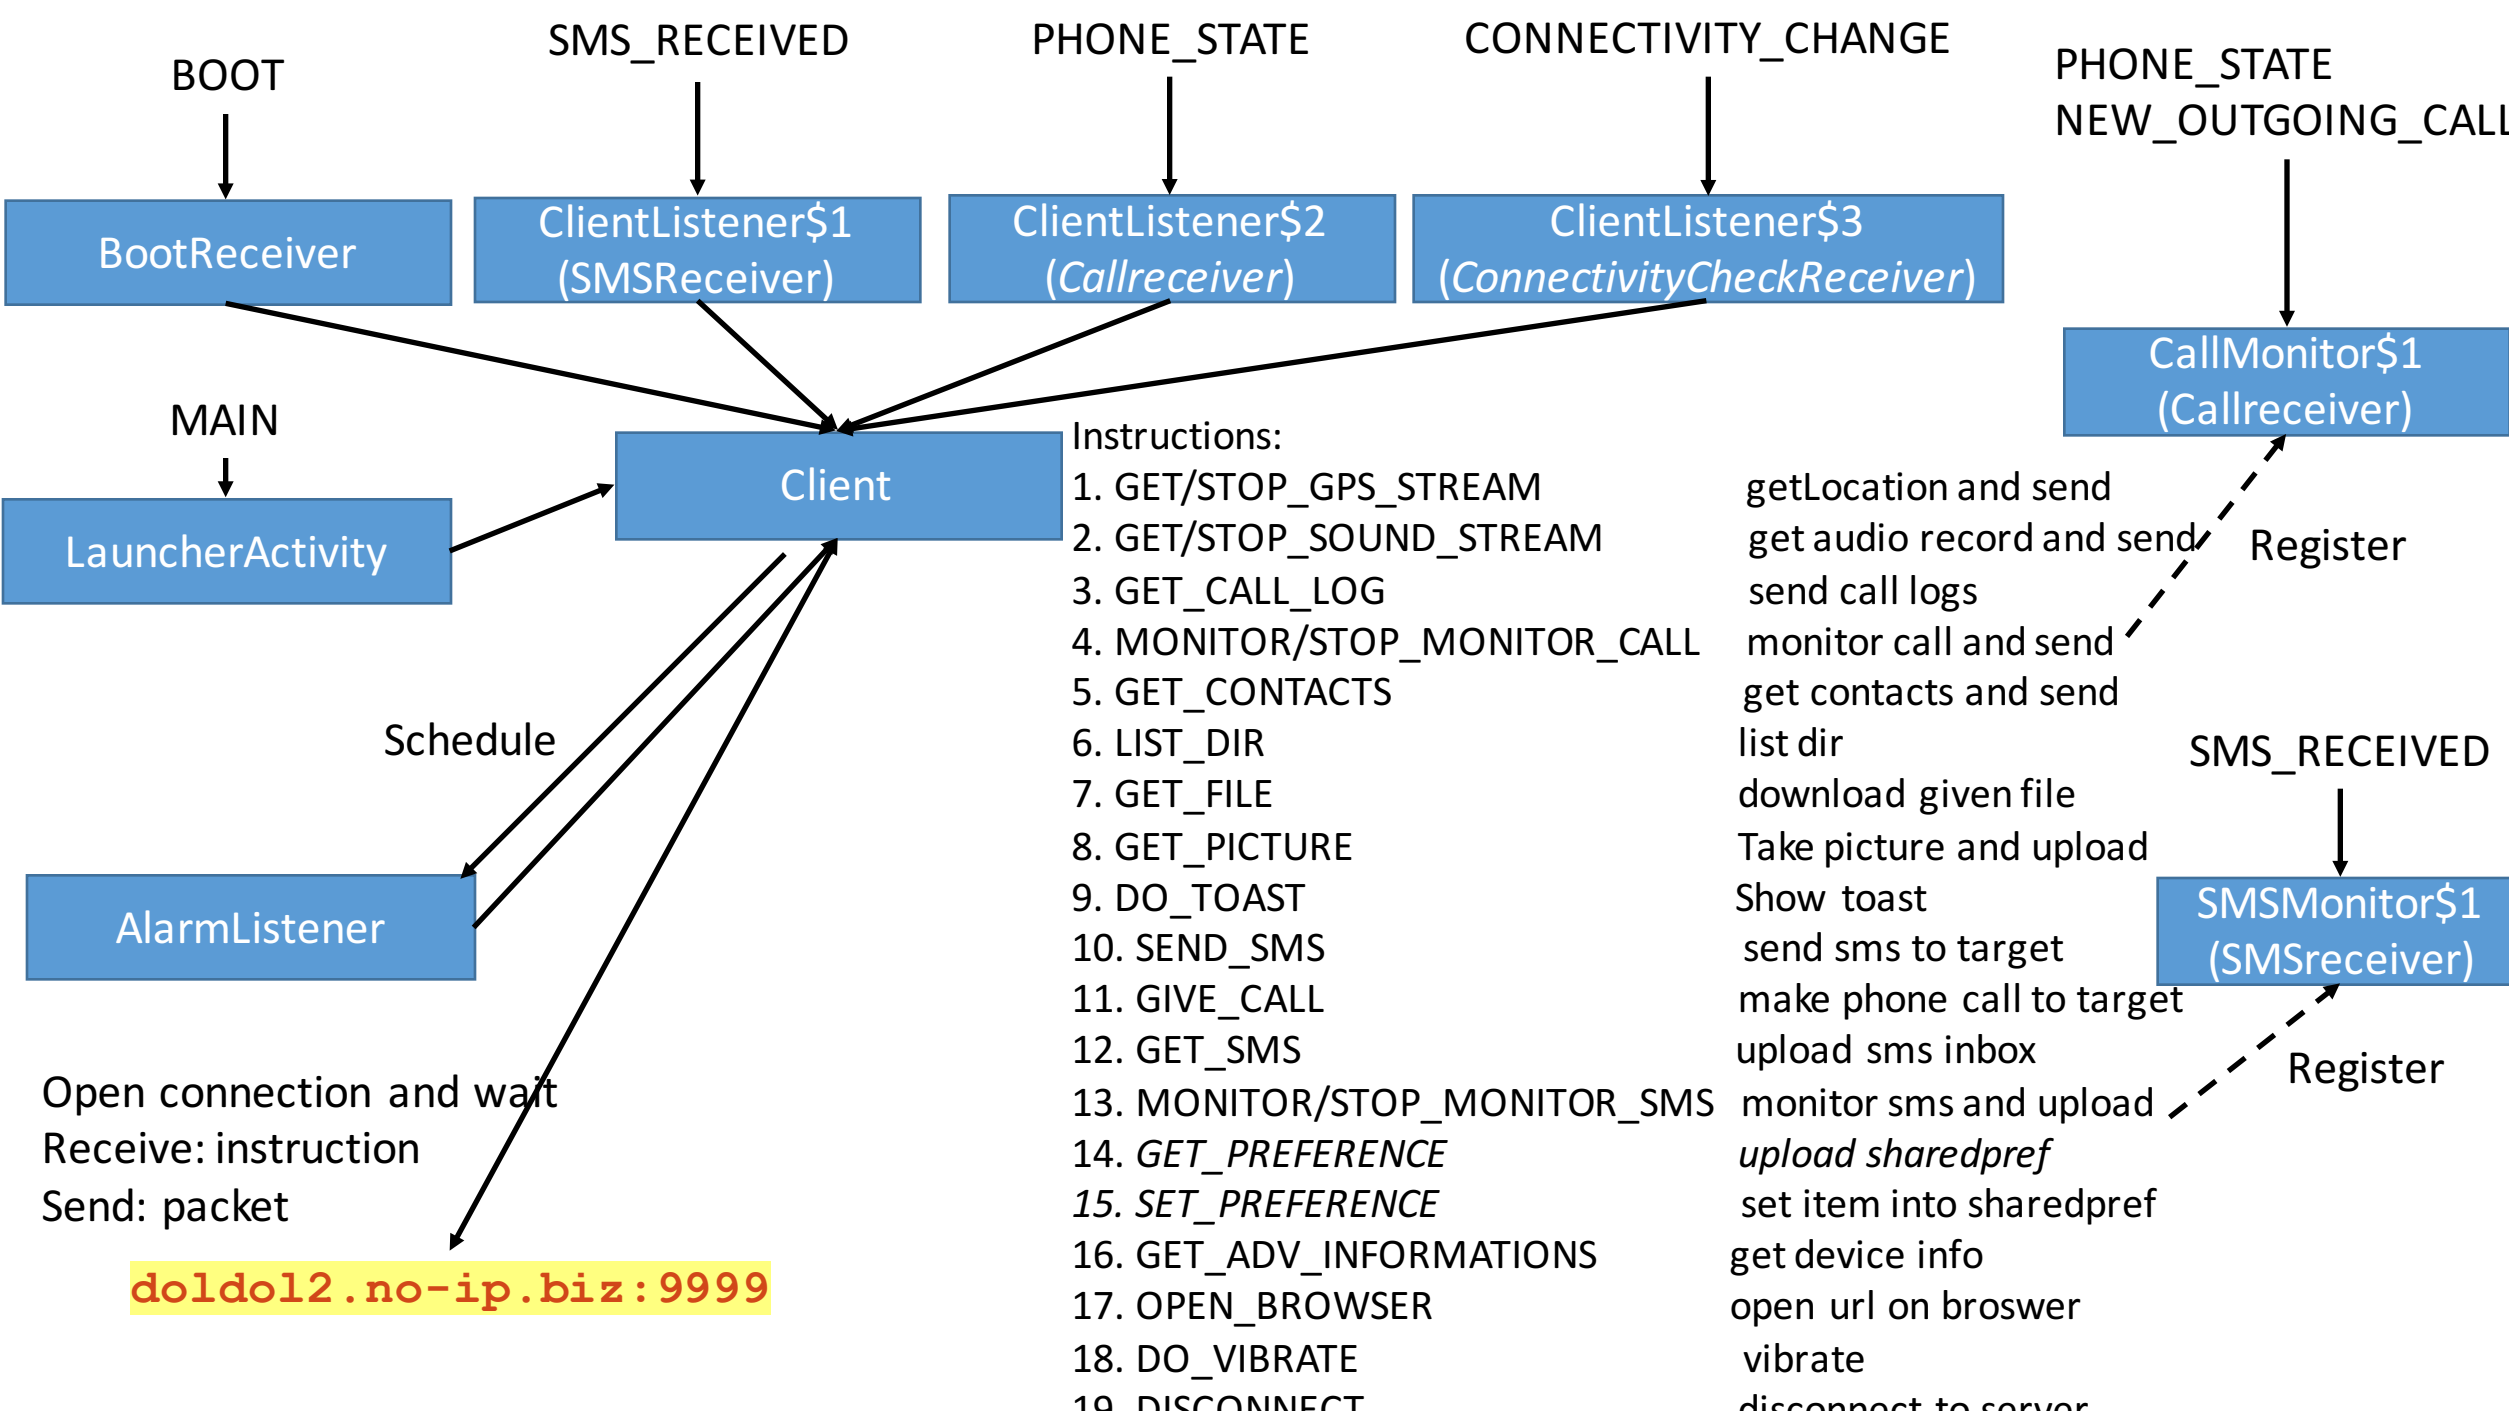 BOOT
SMS_RECEIVED
PHONE_STATE
CONNECTIVITY_CHANGE
PHONE_STATE
NEW_OUTGOING_CALL
BootReceiver
ClientListener$1
(SMSReceiver)
ClientListener$2
(Callreceiver)
ClientListener$3
(ConnectivityCheckReceiver)
CallMonitor$1
(Callreceiver)
MAIN
LauncherActivity
Client
Instructions:
1. GET/STOP_GPS_STREAM getLocation and send
2. GET/STOP_SOUND_STREAM get audio record and send
Register
3. GET_CALL_LOG send call logs
4. MONITOR/STOP_MONITOR_CALL monitor call and send
5. GET_CONTACTS get contacts and send
6. LIST_DIR list dir
7. GET_FILE download given file
8. GET_PICTURE Take picture and upload
9. DO_TOAST Show toast
10. SEND_SMS send sms to target
11. GIVE_CALL make phone call to target
12. GET_SMS upload sms inbox
13. MONITOR/STOP_MONITOR_SMS monitor sms and upload
14. GET_PREFERENCE upload sharedpref
15. SET_PREFERENCE set item into sharedpref
16. GET_ADV_INFORMATIONS get device info
17. OPEN_BROWSER open url on broswer
18. DO_VIBRATE vibrate
19. DISCONNECT disconnect to server
SMS_RECEIVED
SMSMonitor$1
(SMSreceiver)
Register
Schedule
AlarmListener
Open connection and wait
Receive: instruction
Send: packet
doldol2.no-ip.biz:9999